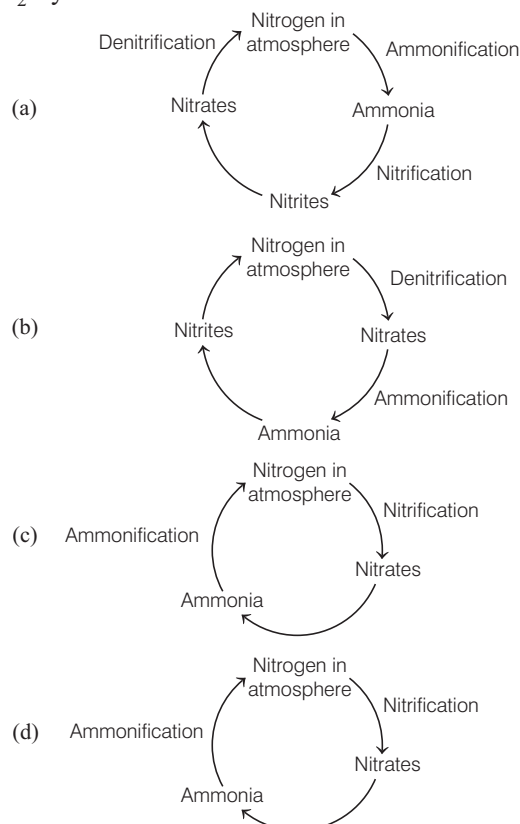 (a)
Nitrogen in
atmosphere
Denitrification
Ammonification
Nitrates
Ammonia
Nitrification
Nitrites
(b)
Nitrogen in
atmosphere
Denitrification
Nitrites
Nitrates
Ammonification
Ammonia
(c)
Nitrogen in
atmosphere
Nitrification
Ammonification
Nitrates
Ammonia
(d)
Nitrogen in
atmosphere
Nitrification
Ammonification
Nitrates
Ammonia